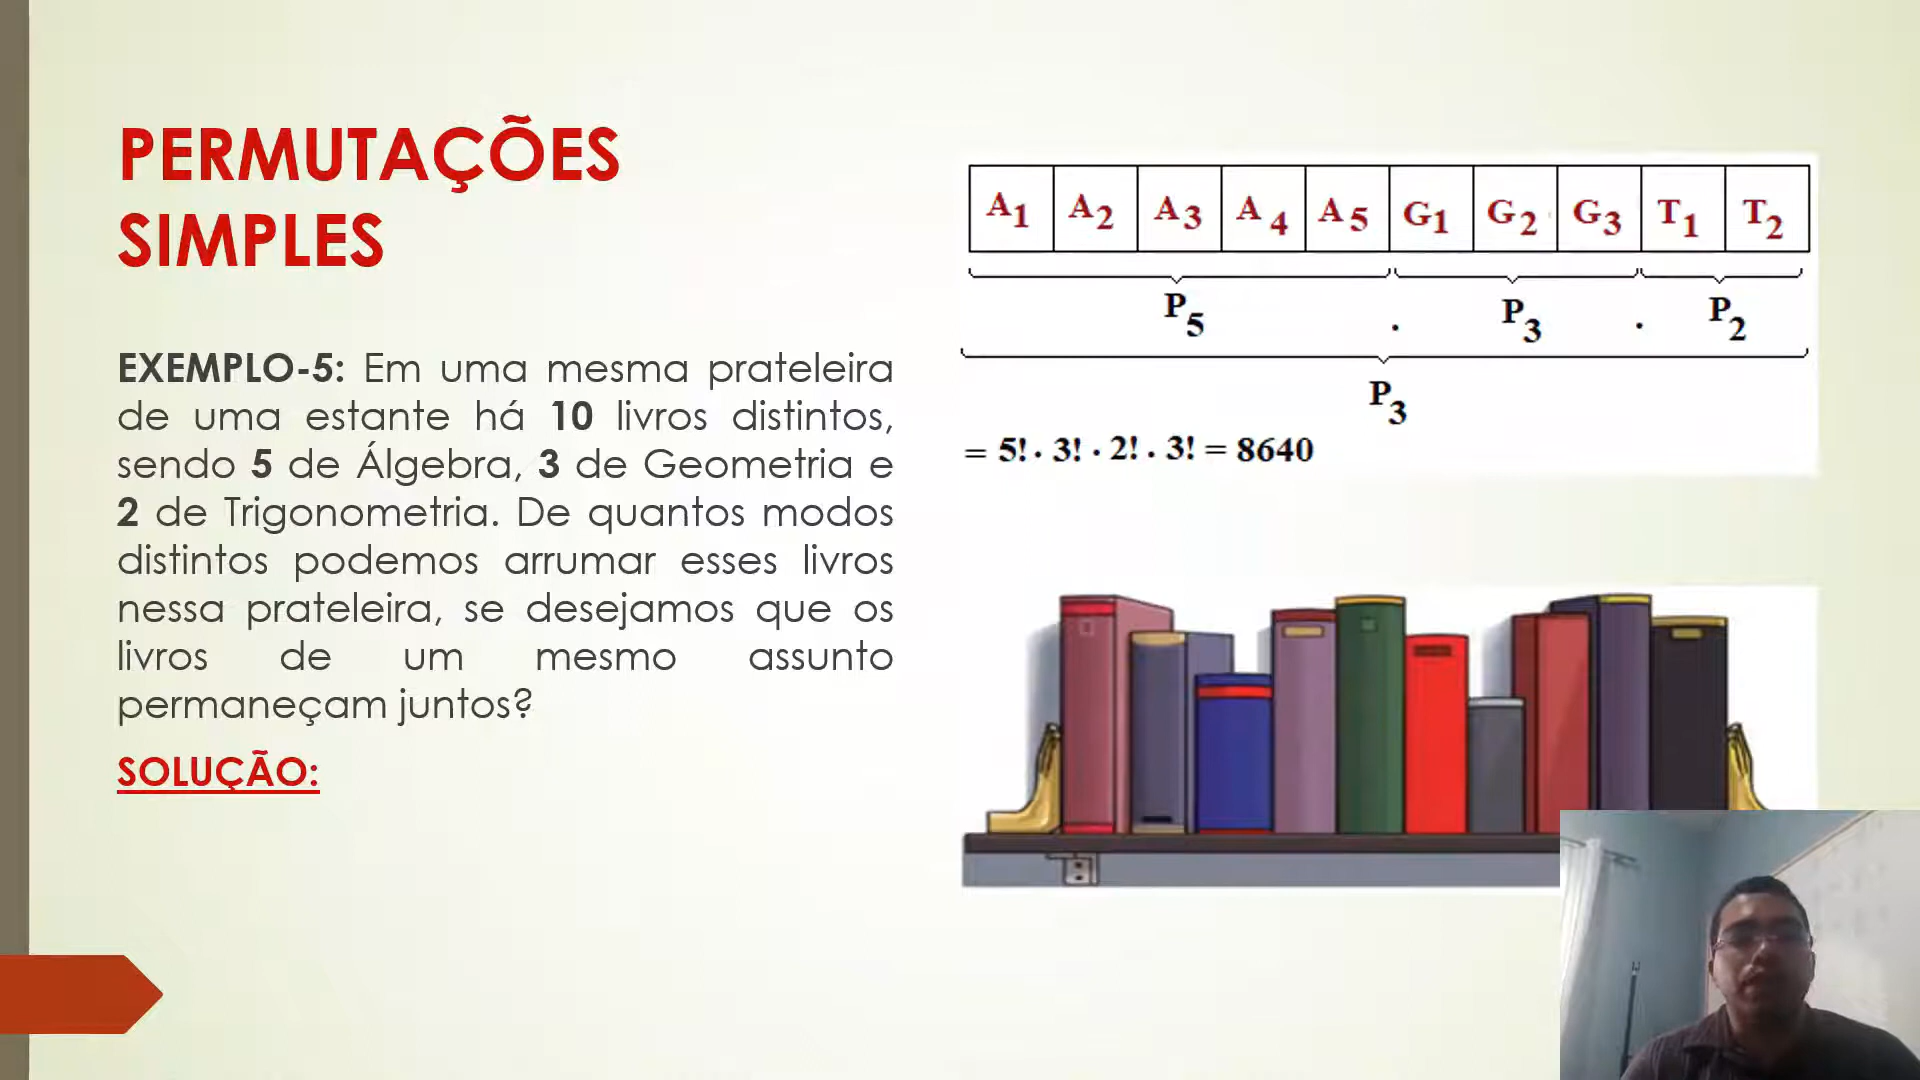 PERMUTAÇÕES
SIMPLES
EXEMPLO-5: Em uma mesma prateleira
de uma estante há 10 livros distintos,
sendo 5 de Álgebra, 3 de Geometria e
2 de Trigonometria. De quantos modos
distintos podemos arrumar esses livros
nessa prateleira, se desejamos que os
livros de um mesmo assunto
permaneçam juntos?
SOLUÇÃO:
A1 A2 A3 A4 A5 G1 G2 G3 T1 T2
P5 . P3 . P2
P3
= 5! . 3! . 2! . 3! = 8640